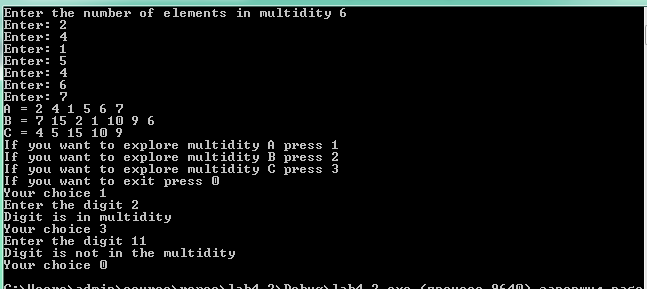 Enter the number of elements in multidity 6
Enter: 2
Enter: 4
Enter: 1
Enter: 5
Enter: 4
Enter: 6
Enter: 7
A = 2 4 1 5 6 7
B = 7 15 2 1 10 9 6
C = 4 5 15 10 9
If you want to explore multidity A press 1
If you want to explore multidity B press 2
If you want to explore multidity C press 3
If you want to exit press 0
Your choice 1
Enter the digit 2
Digit is in multidity
Your choice 3
Enter the digit 11
Digit is not in the multidity
Your choice 0
C:\Users\admin\source\repos\lab4_2\Debug\lab4_2.exe (процесс 9640)